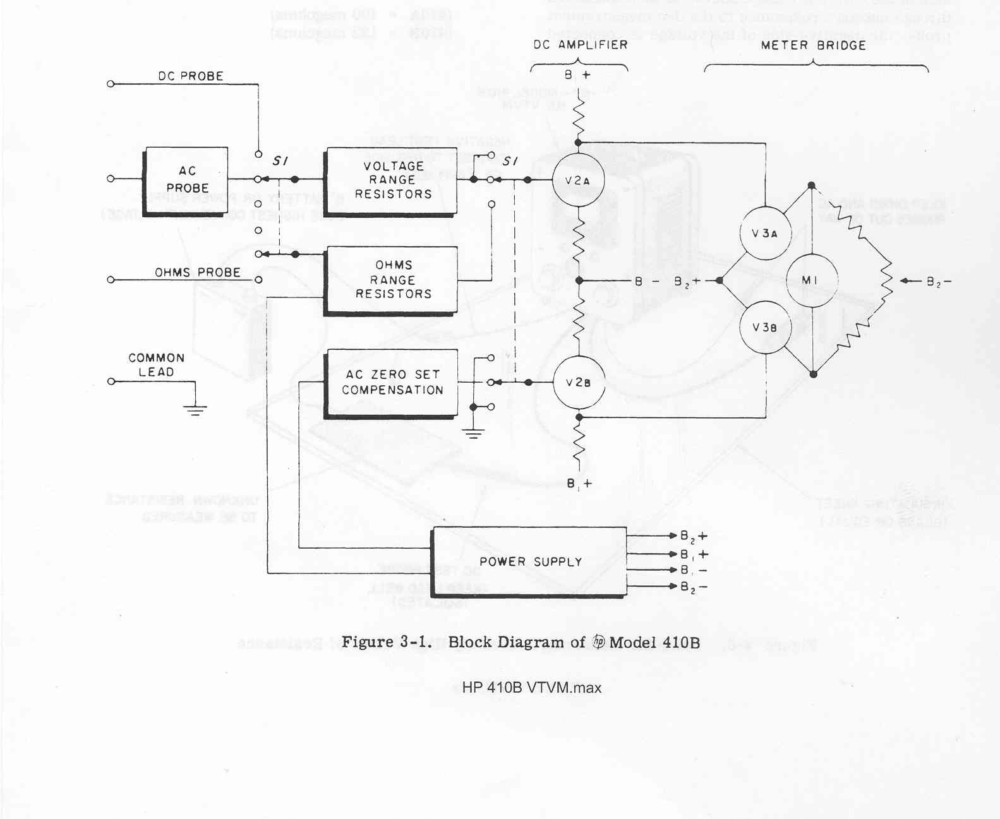 DC AMPLIFIER
METER BRIDGE
B +
DC PROBE
AC
PROBE
S1
VOLTAGE
RANGE
RESISTORS
S1
V2A
V3A
OHMS PROBE
OHMS
RANGE
RESISTORS
B -
B2+
M1
B2-
V3B
COMMON
LEAD
AC ZERO SET
COMPENSATION
V2B
B1+
POWER SUPPLY
B2+
B1+
B1-
B2-
Figure 3-1. Block Diagram of hp Model 410B
HP 410B VTVM.max